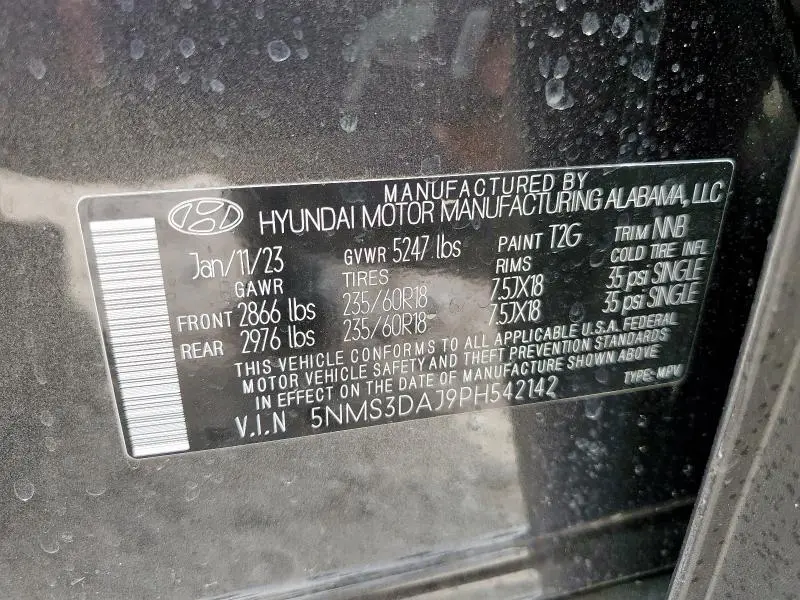 MANUFACTURED BY
HYUNDAI MOTOR MANUFACTURING ALABAMA, LLC
Jan/11/23 GVWR 5247 lbs PAINT T2G TRIM NNB
GAWR TIRES RIMS COLD TIRE INFL
FRONT 2866 lbs 235/60R18 7.5JX18 35 psi SINGLE
REAR 2976 lbs 235/60R18 7.5JX18 35 psi SINGLE
THIS VEHICLE CONFORMS TO ALL APPLICABLE U.S.A. FEDERAL
MOTOR VEHICLE SAFETY AND THEFT PREVENTION STANDARDS
IN EFFECT ON THE DATE OF MANUFACTURE SHOWN ABOVE
V.I.N 5NMS3DAJ9PH542142 TYPE:-MPV